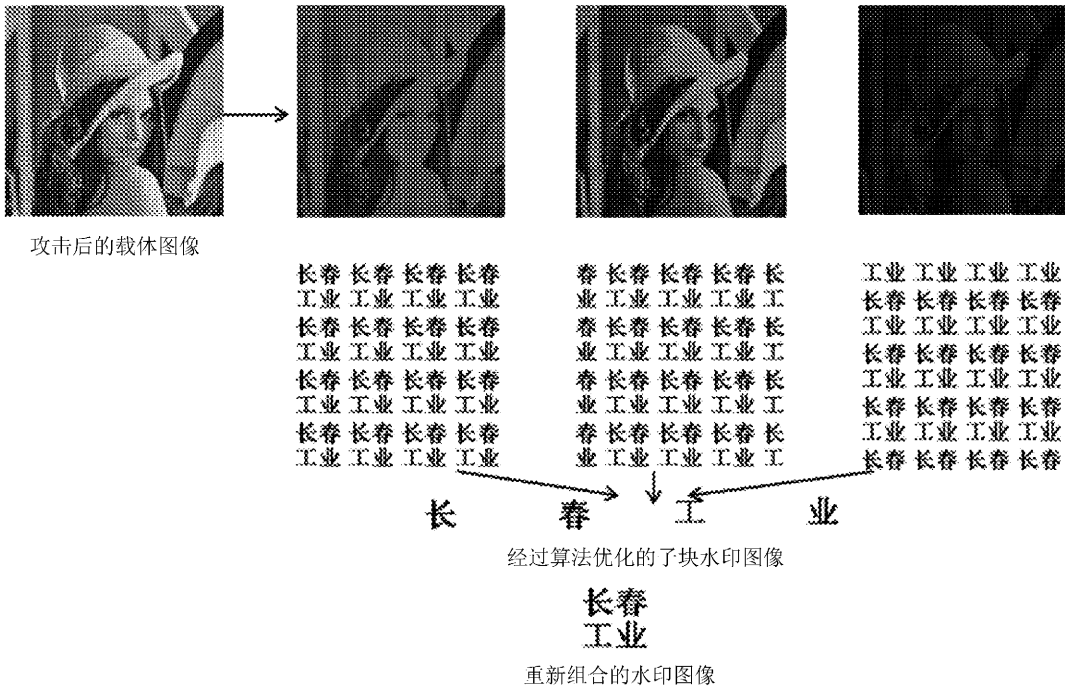 攻击后的载体图像
长春 长春 长春 长春
工业 工业 工业 工业
长春 长春 长春 长春
工业 工业 工业 工业
长春 长春 长春 长春
工业 工业 工业 工业
长春 长春 长春 长春
工业 工业 工业 工业
春 长春 长春 长春 长
业 工业 工业 工业 工
春 长春 长春 长春 长
业 工业 工业 工业 工
春 长春 长春 长春 长
业 工业 工业 工业 工
春 长春 长春 长春 长
业 工业 工业 工业 工
工业 工业 工业 工业
长春 长春 长春 长春
工业 工业 工业 工业
长春 长春 长春 长春
工业 工业 工业 工业
长春 长春 长春 长春
工业 工业 工业 工业
长春 长春 长春 长春
长 春 工 业
经过算法优化的子块水印图像
长春
工业
重新组合的水印图像